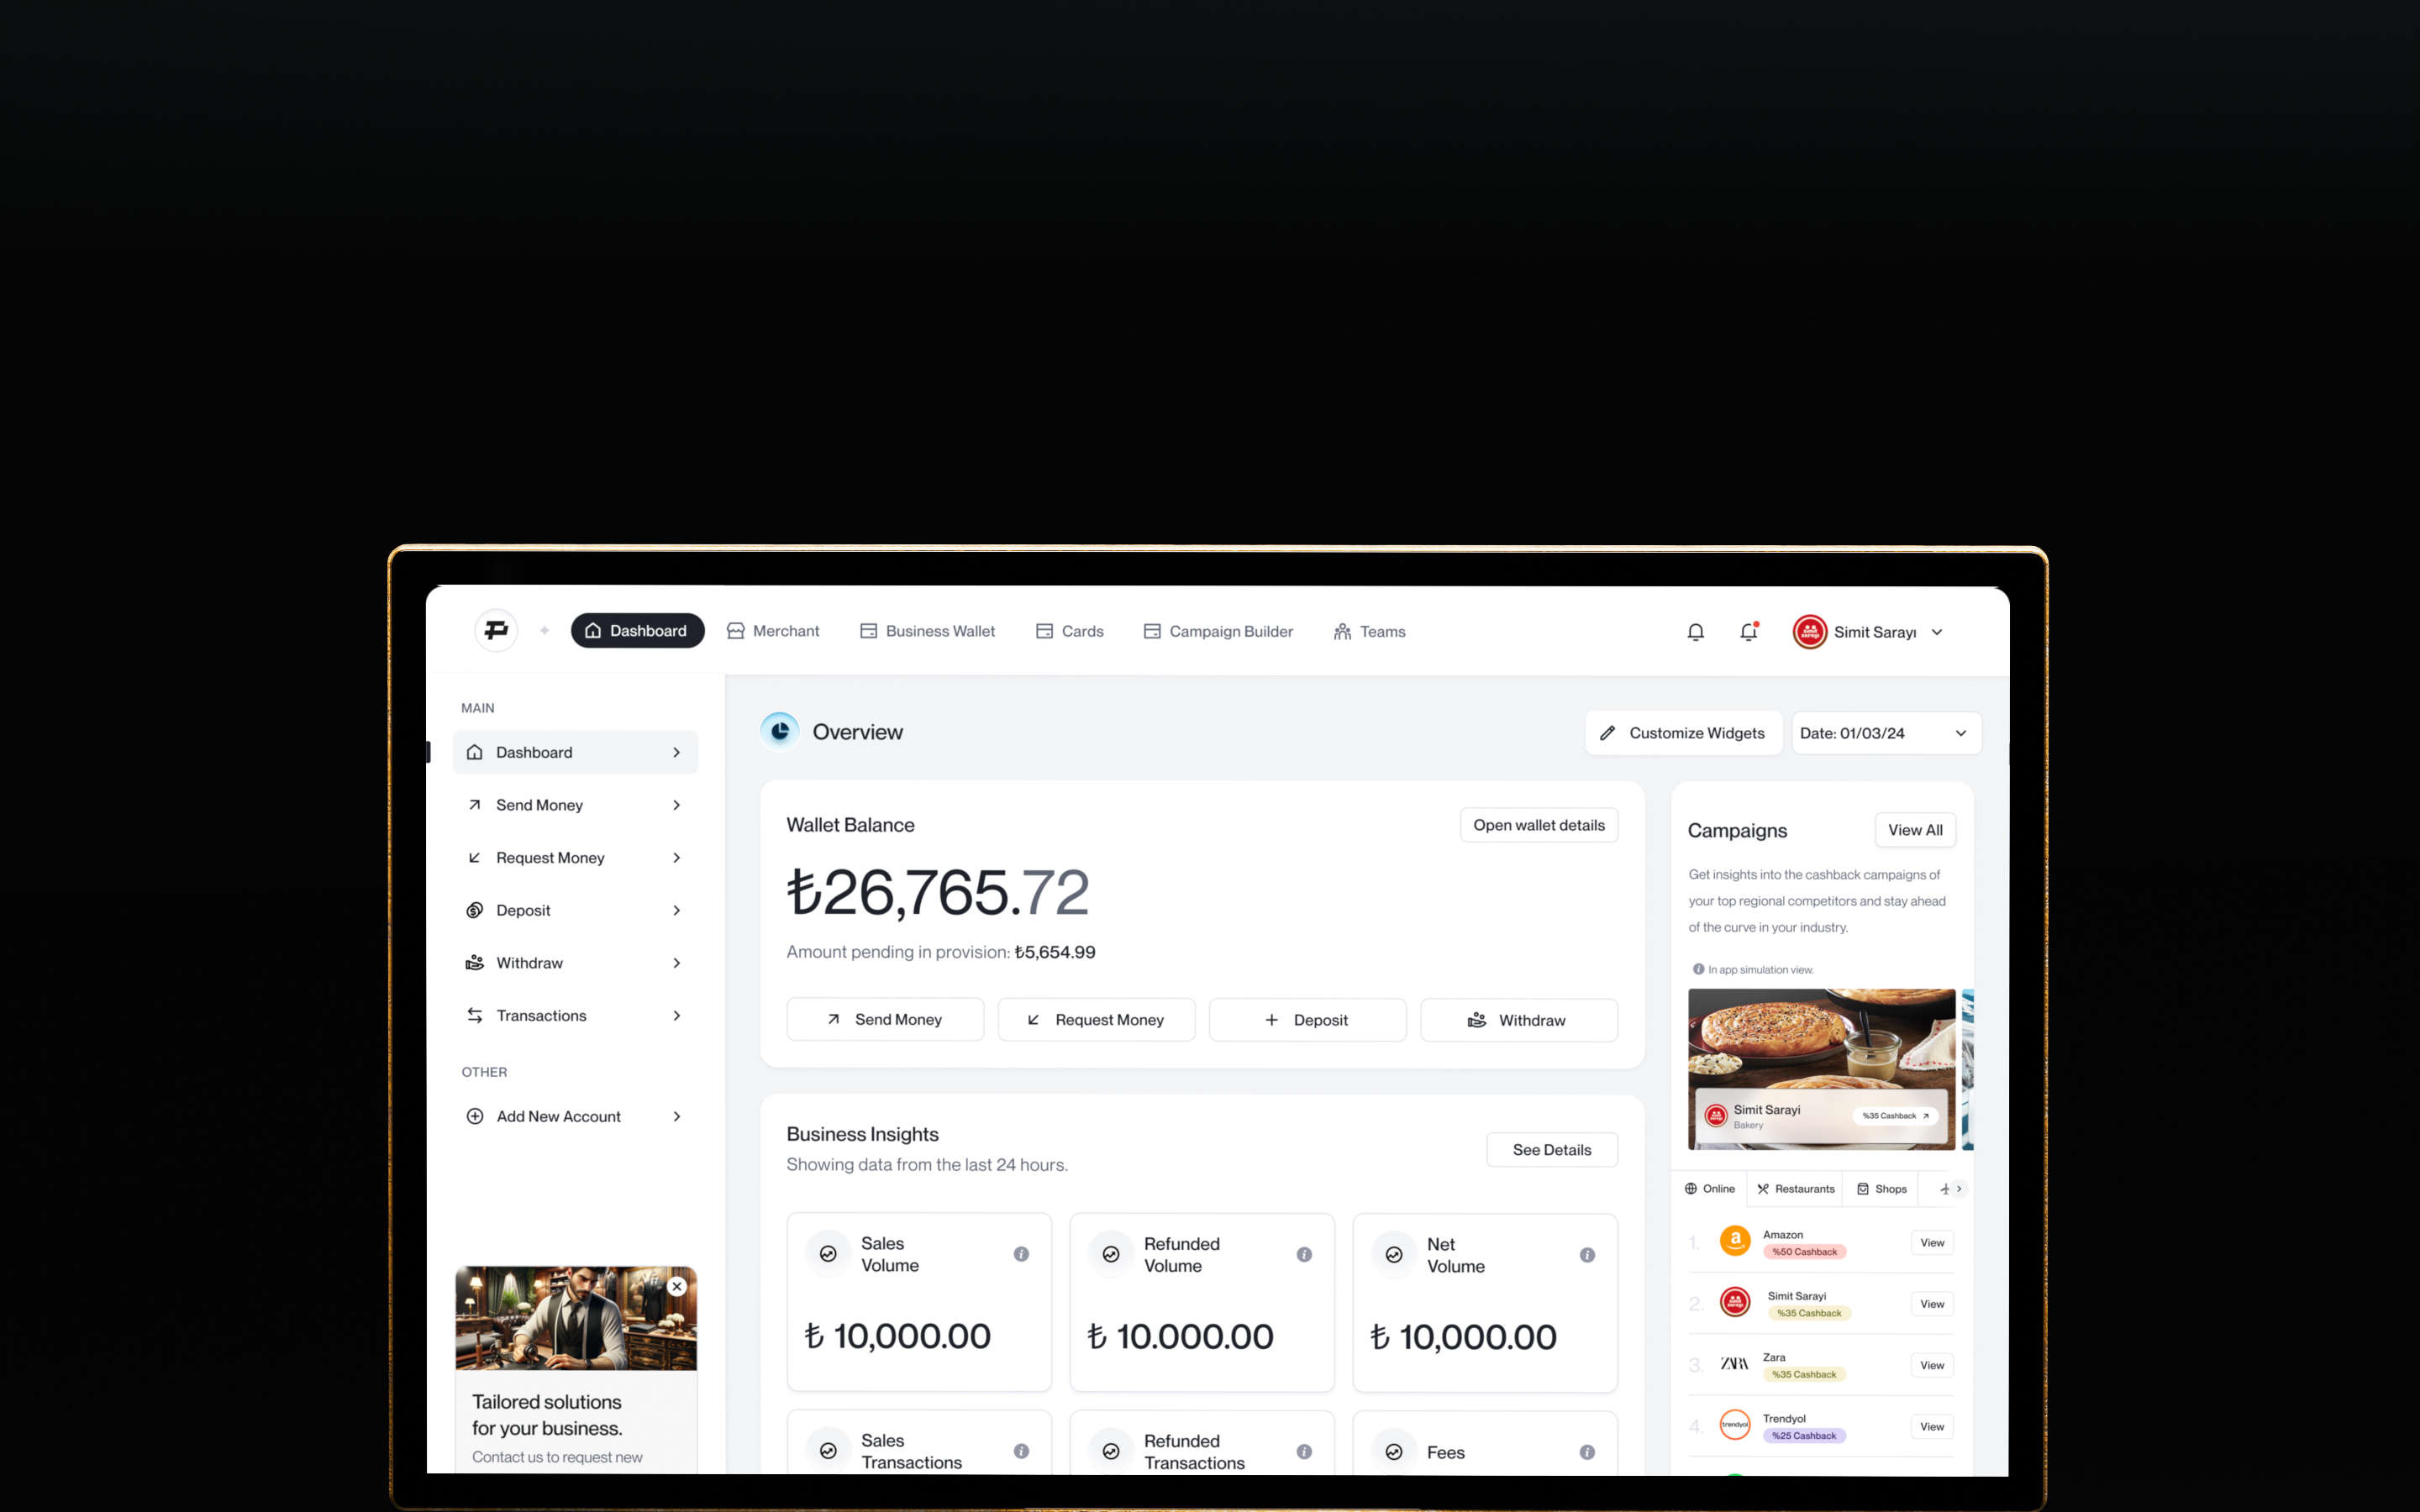 Dashboard
Merchant
Business Wallet
Cards
Campaign Builder
Teams
simit
sarayı
Simit Sarayı
MAIN
Dashboard
Send Money
Request Money
Deposit
Withdraw
Transactions
OTHER
Add New Account
Tailored solutions
for your business.
Contact us to request new
Overview
Customize Widgets
Date: 01/03/24
Wallet Balance
Open wallet details
₺26,765.72
Amount pending in provision: ₺5,654.99
Send Money
Request Money
Deposit
Withdraw
Business Insights
Showing data from the last 24 hours.
See Details
Sales
Volume
₺ 10,000.00
Refunded
Volume
₺ 10.000.00
Net
Volume
₺ 10,000.00
Sales
Transactions
Refunded
Transactions
Fees
Campaigns
View All
Get insights into the cashback campaigns of
your top regional competitors and stay ahead
of the curve in your industry.
In app simulation view.
Simit Sarayi
Bakery
%35 Cashback
Online
Restaurants
Shops
1.
Amazon
%50 Cashback
View
2.
Simit Sarayi
%35 Cashback
View
3.
ZARA
Zara
%35 Cashback
View
4.
trendyol
Trendyol
%25 Cashback
View